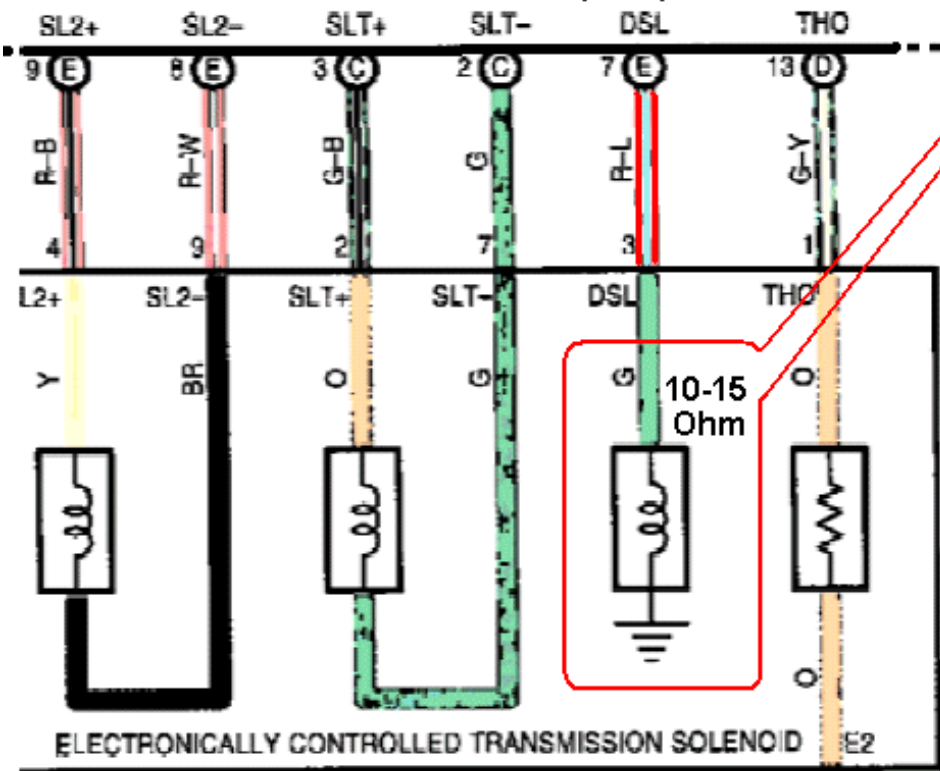 SL2+ SL2- SLT+ SLT- DSL THO
9 E 8 E 3 C 2 C 7 E 13 D
R-B R-W G-B G R-L G-Y
4 9 2 7 3 1
L2+ SL2- SLT+ SLT- DSL THO
Y BR O G G O
10-15
Ohm
O
ELECTRONICALLY CONTROLLED TRANSMISSION SOLENOID E2